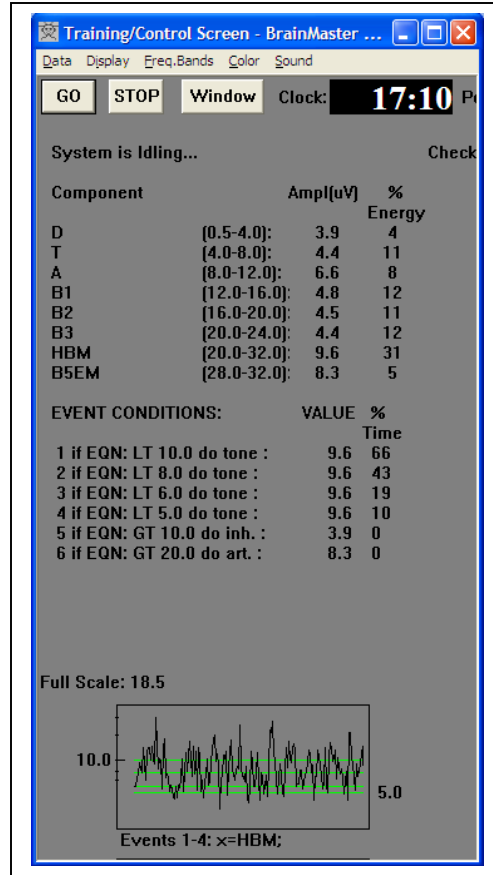 Training/Control Screen - BrainMaster ...
Data Display Freq.Bands Color Sound
GO STOP Window Clock: 17:10
System is Idling... Check
Component Ampl(uV) %
Energy
D (0.5-4.0): 3.9 4
T (4.0-8.0): 4.4 11
A (8.0-12.0): 6.6 8
B1 (12.0-16.0): 4.8 12
B2 (16.0-20.0): 4.5 11
B3 (20.0-24.0): 4.4 12
HBM (20.0-32.0): 9.6 31
B5EM (28.0-32.0): 8.3 5
EVENT CONDITIONS: VALUE %
Time
1 if EQN: LT 10.0 do tone : 9.6 66
2 if EQN: LT 8.0 do tone : 9.6 43
3 if EQN: LT 6.0 do tone : 9.6 19
4 if EQN: LT 5.0 do tone : 9.6 10
5 if EQN: GT 10.0 do inh. : 3.9 0
6 if EQN: GT 20.0 do art. : 8.3 0
Full Scale: 18.5
10.0
5.0
Events 1-4: x=HBM;